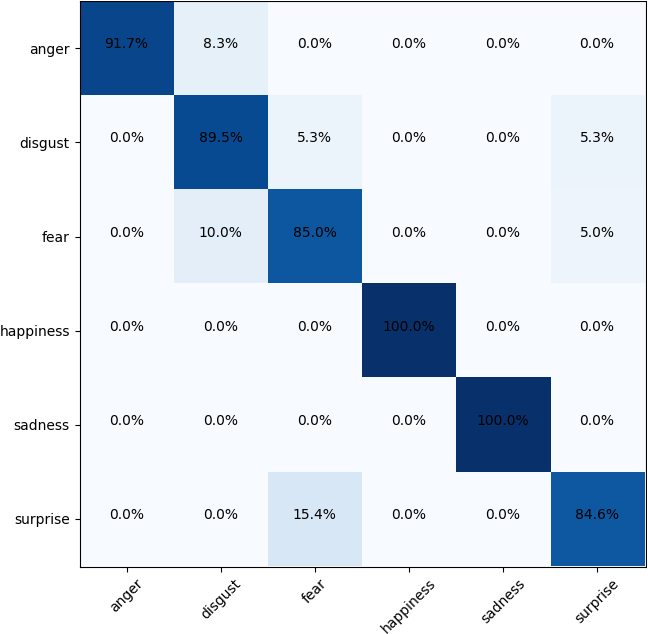 anger 91.7% 8.3% 0.0% 0.0% 0.0% 0.0%
disgust 0.0% 89.5% 5.3% 0.0% 0.0% 5.3%
fear 0.0% 10.0% 85.0% 0.0% 0.0% 5.0%
happiness 0.0% 0.0% 0.0% 100.0% 0.0% 0.0%
sadness 0.0% 0.0% 0.0% 0.0% 100.0% 0.0%
surprise 0.0% 0.0% 15.4% 0.0% 0.0% 84.6%
anger disgust fear happiness sadness surprise